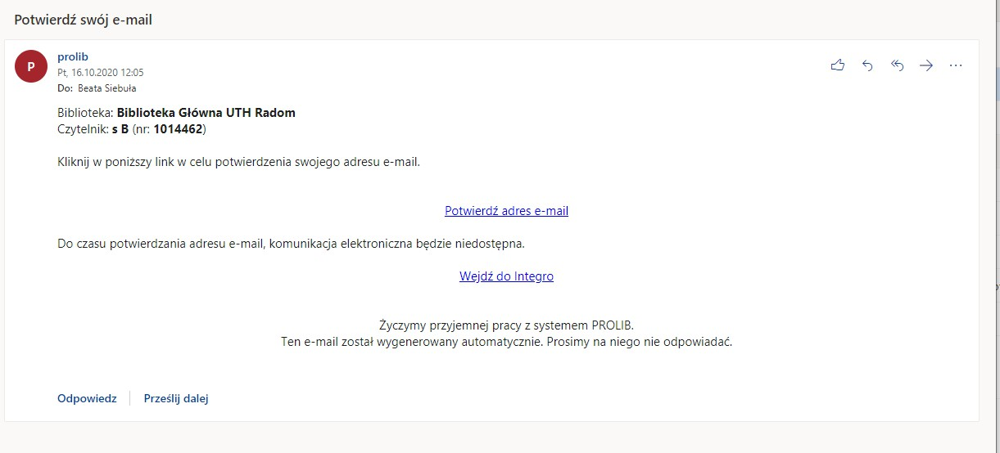 Potwierdź swój e-mail
P
prolib
Pt, 16.10.2020 12:05
Do: Beata Siebuła
Biblioteka: Biblioteka Główna UTH Radom
Czytelnik: s B (nr: 1014462)
Kliknij w poniższy link w celu potwierdzenia swojego adresu e-mail.
Potwierdź adres e-mail
Do czasu potwierdzania adresu e-mail, komunikacja elektroniczna będzie niedostępna.
Wejdź do Integro
Życzymy przyjemnej pracy z systemem PROLIB.
Ten e-mail został wygenerowany automatycznie. Prosimy na niego nie odpowiadać.
Odpowiedz
Prześlij dalej